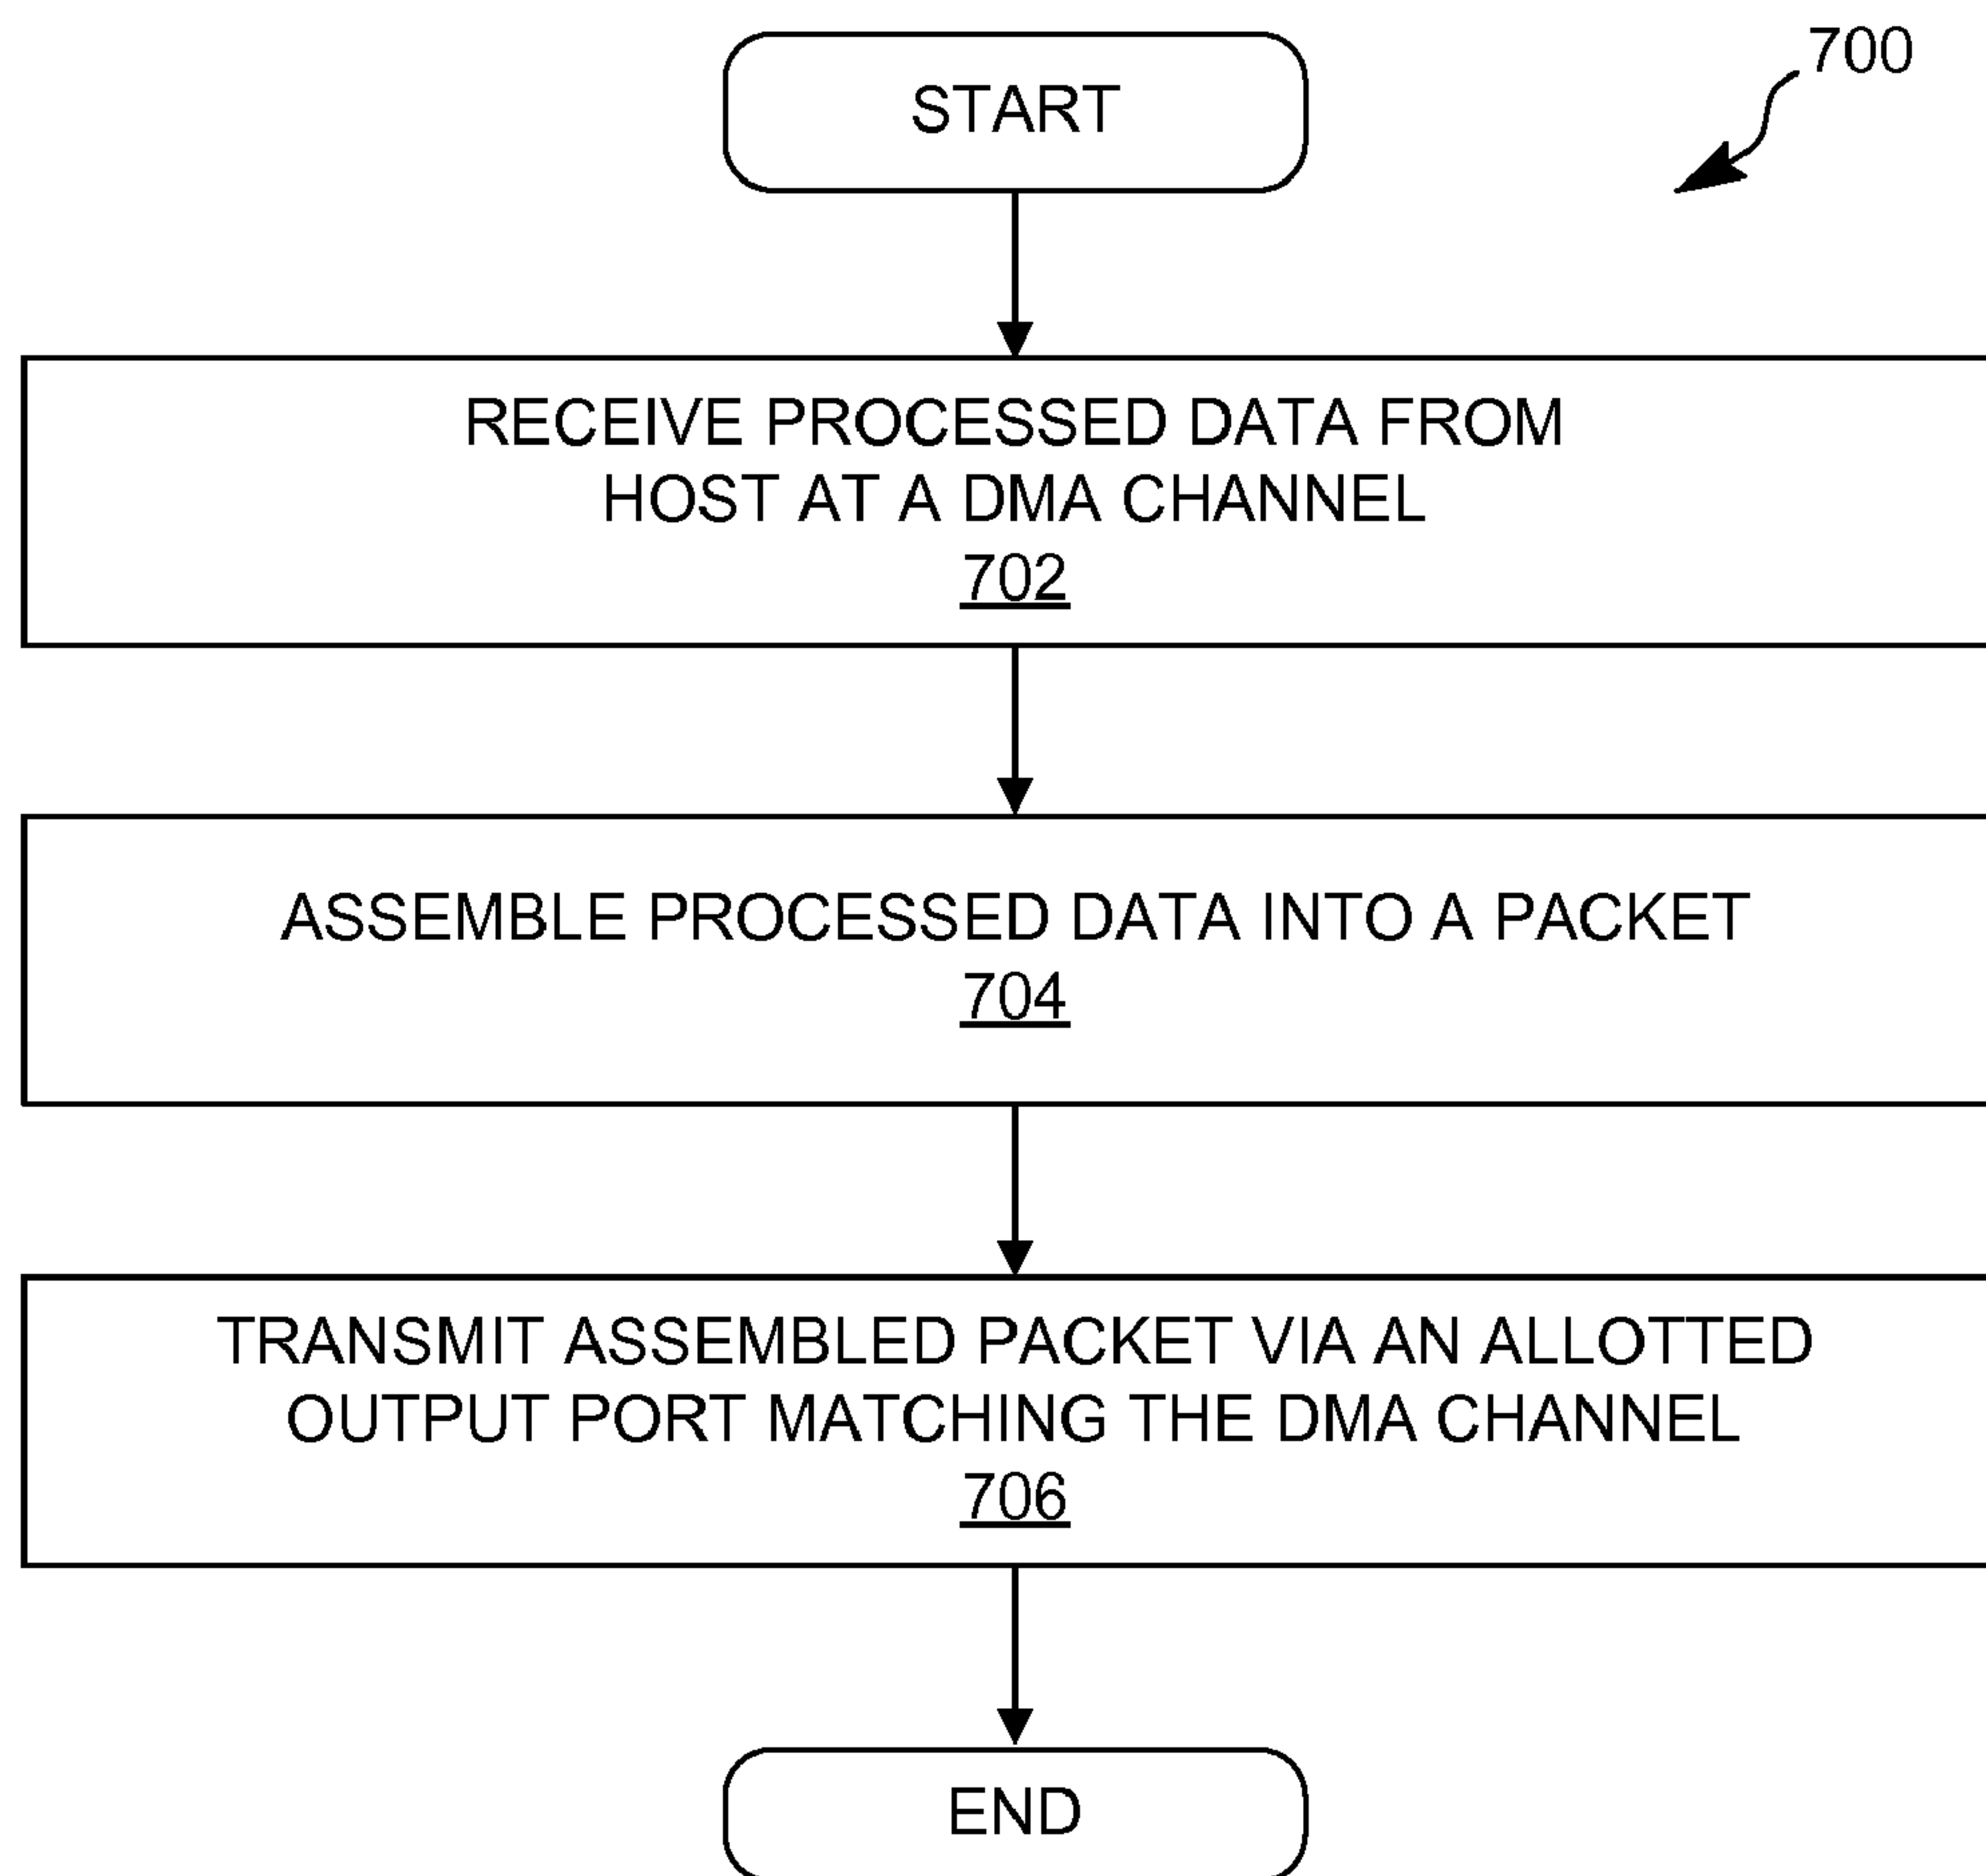 700
START
RECEIVE PROCESSED DATA FROM
HOST AT A DMA CHANNEL
702
ASSEMBLE PROCESSED DATA INTO A PACKET
704
TRANSMIT ASSEMBLED PACKET VIA AN ALLOTTED
OUTPUT PORT MATCHING THE DMA CHANNEL
706
END